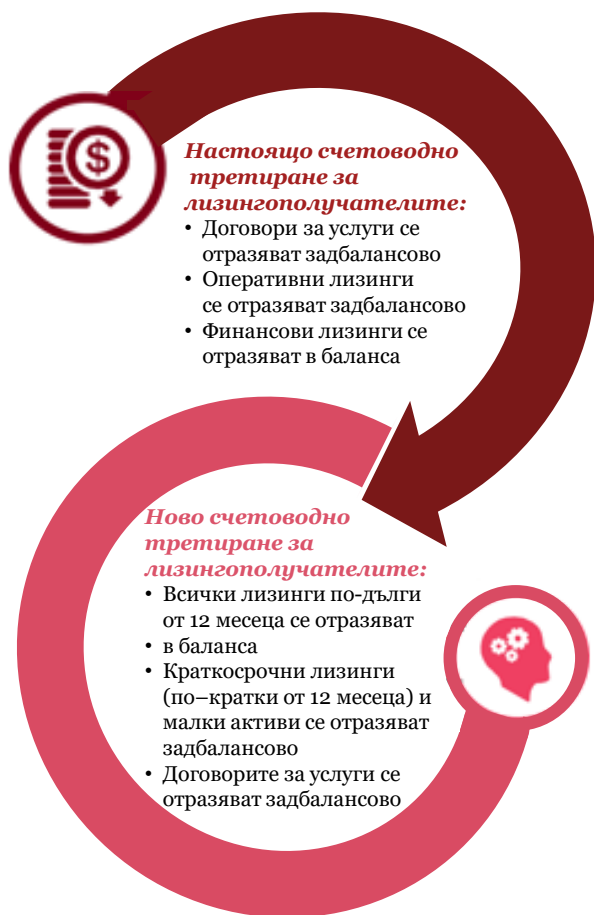 $
Настоящо счетоводно
третиране за
лизингополучателите:
• Договори за услуги се
отразяват задбалансово
• Оперативни лизинги
се отразяват задбалансово
• Финансови лизинги се
отразяват в баланса
Ново счетоводно
третиране за
лизингополучателите:
• Всички лизинги по-дълги
от 12 месеца се отразяват
• в баланса
• Краткосрочни лизинги
(по–кратки от 12 месеца) и
малки активи се отразяват
задбалансово
• Договорите за услуги се
отразяват задбалансово